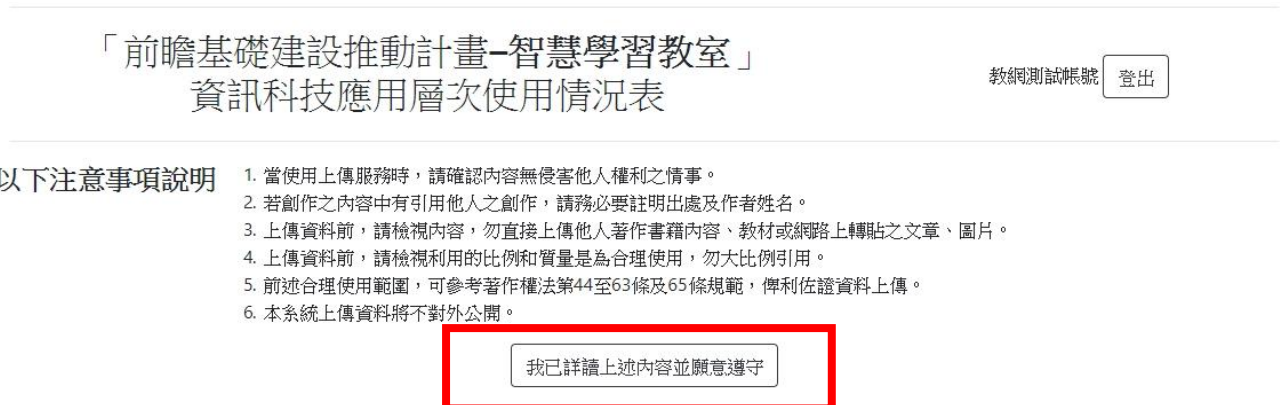 「前瞻基礎建設推動計畫–智慧學習教室」
資訊科技應用層次使用情況表
教網測試帳號 登出
以下注意事項說明
1. 當使用上傳服務時，請確認內容無侵害他人權利之情事。
2. 若創作之內容中有引用他人之創作，請務必要註明出處及作者姓名。
3. 上傳資料前，請檢視內容，勿直接上傳他人著作書籍內容、教材或網路上轉貼之文章、圖片。
4. 上傳資料前，請檢視利用的比例和質量是為合理使用，勿大比例引用。
5. 前述合理使用範圍，可參考著作權法第44至63條及65條規範，俾利佐證資料上傳。
6. 本系統上傳資料將不對外公開。
我已詳讀上述內容並願意遵守